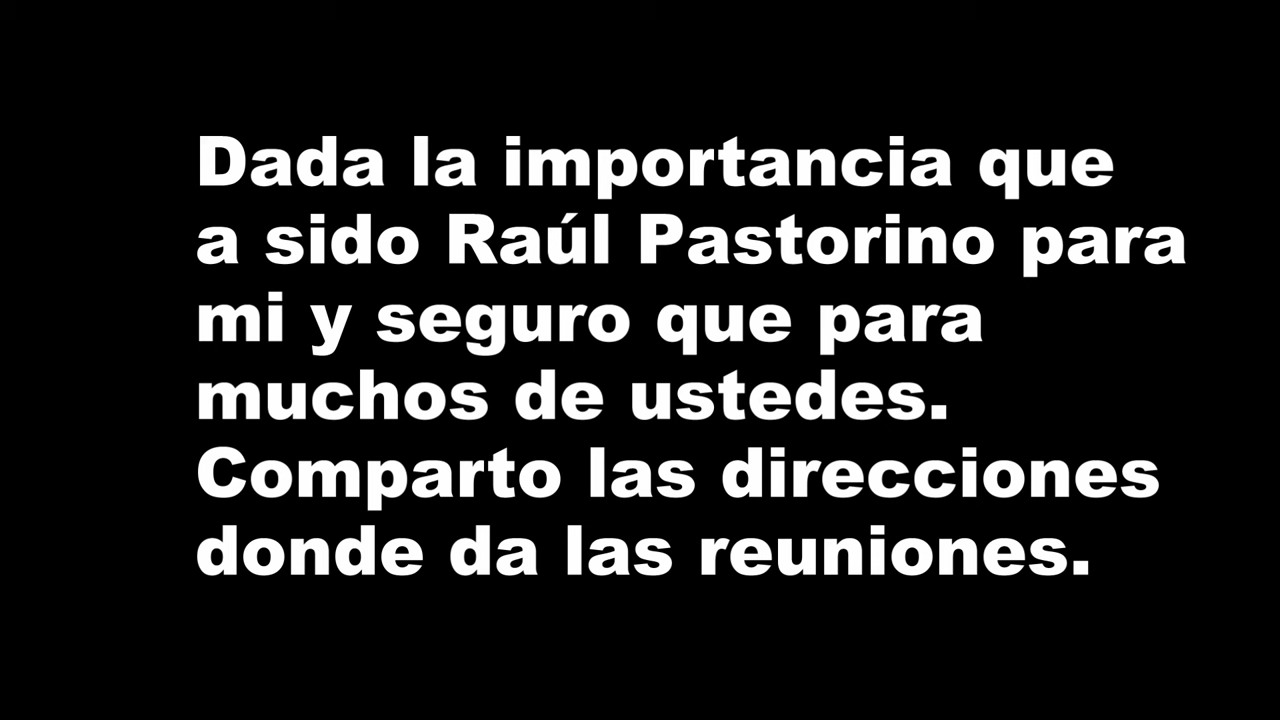 Dada la importancia que
a sido Raúl Pastorino para
mi y seguro que para
muchos de ustedes.
Comparto las direcciones
donde da las reuniones.